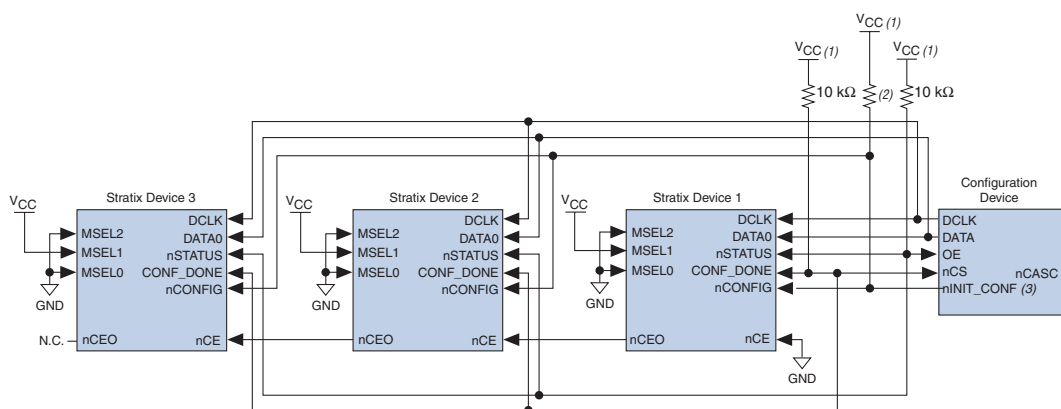 VCC (1)
VCC (1) VCC (1)
10 kΩ (2) 10 kΩ
Stratix Device 3
VCC
MSEL2
MSEL1
MSEL0
GND
DCLK
DATA0
nSTATUS
CONF_DONE
nCONFIG
N.C.
nCEO nCE
Stratix Device 2
VCC
MSEL2
MSEL1
MSEL0
GND
DCLK
DATA0
nSTATUS
CONF_DONE
nCONFIG
nCEO nCE
Stratix Device 1
VCC
MSEL2
MSEL1
MSEL0
GND
DCLK
DATA0
nSTATUS
CONF_DONE
nCONFIG
nCEO nCE
GND
Configuration
Device
DCLK
DATA
OE
nCS
nCASC
nINIT_CONF (3)